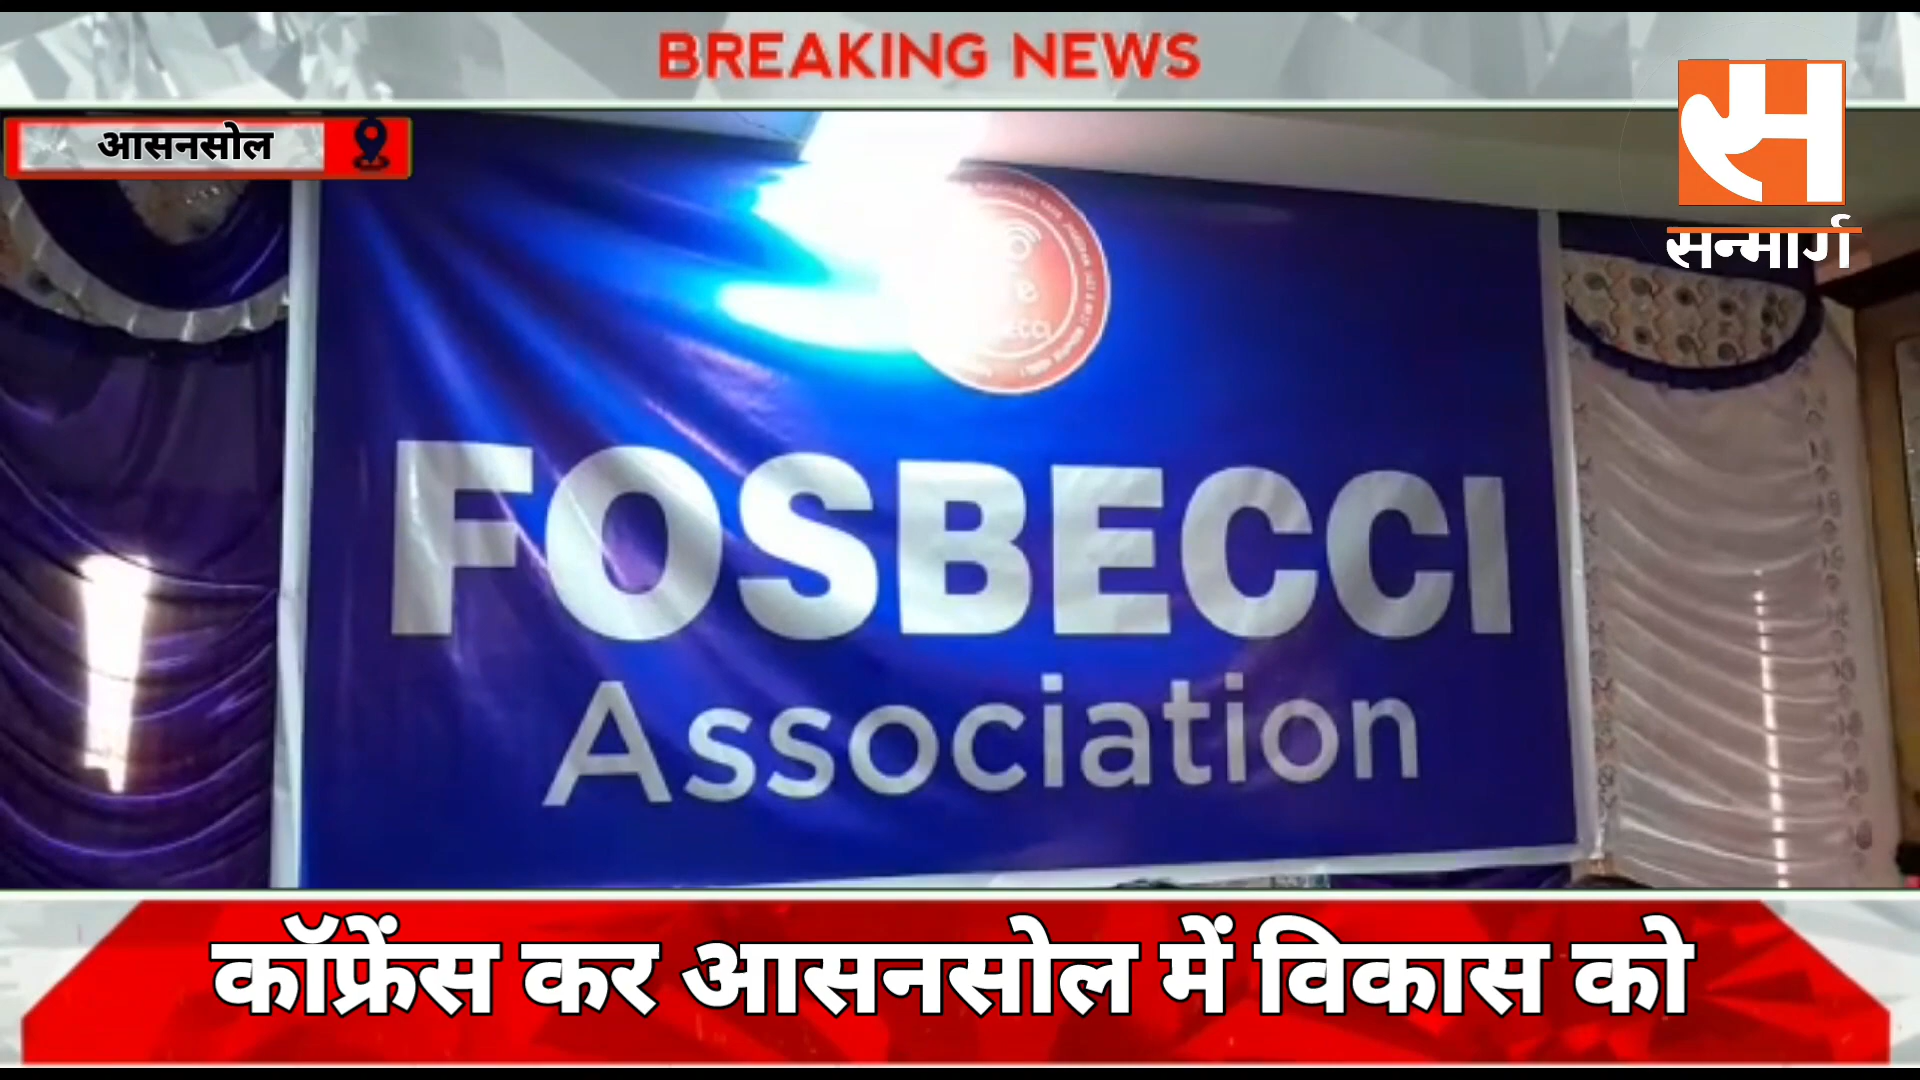 BREAKING NEWS
आसनसोल
स
सन्मार्ग
FOSBECCI
Association
कॉफ्रेंस कर आसनसोल में विकास को